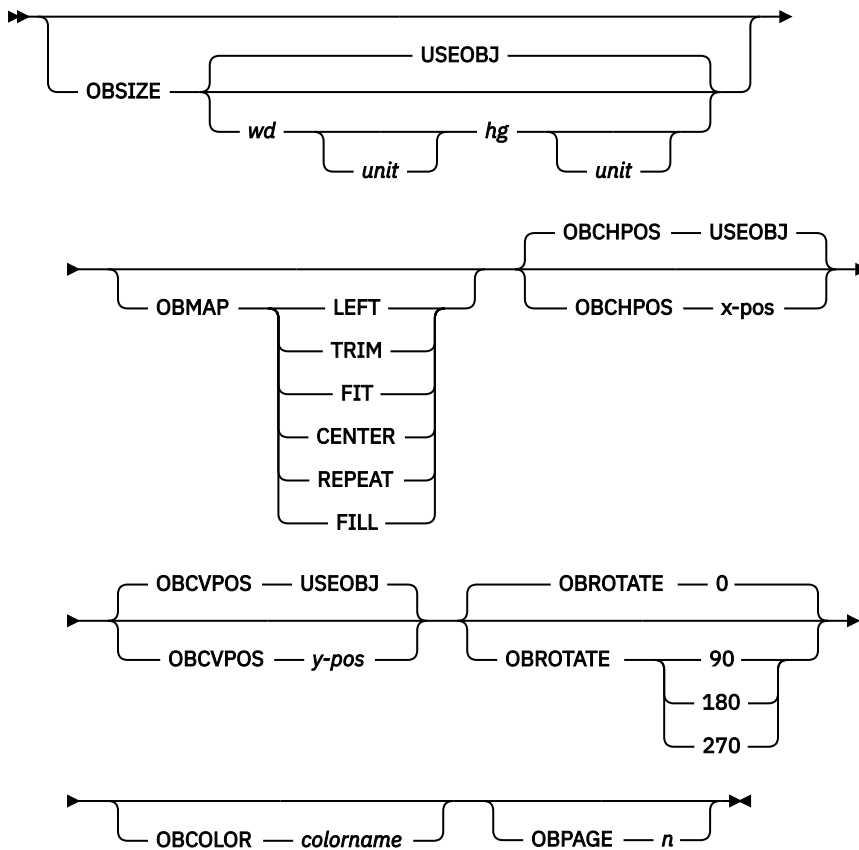 USEOBJ
OBSIZE
wd hg
unit unit
OBCHPOS USEOBJ
OBMAP LEFT OBCHPOS x-pos
TRIM
FIT
CENTER
REPEAT
FILL
OBCVPOS USEOBJ OBROTATE 0
OBCVPOS y-pos OBROTATE 90
180
270
OBCOLOR colorname OBPAGE n